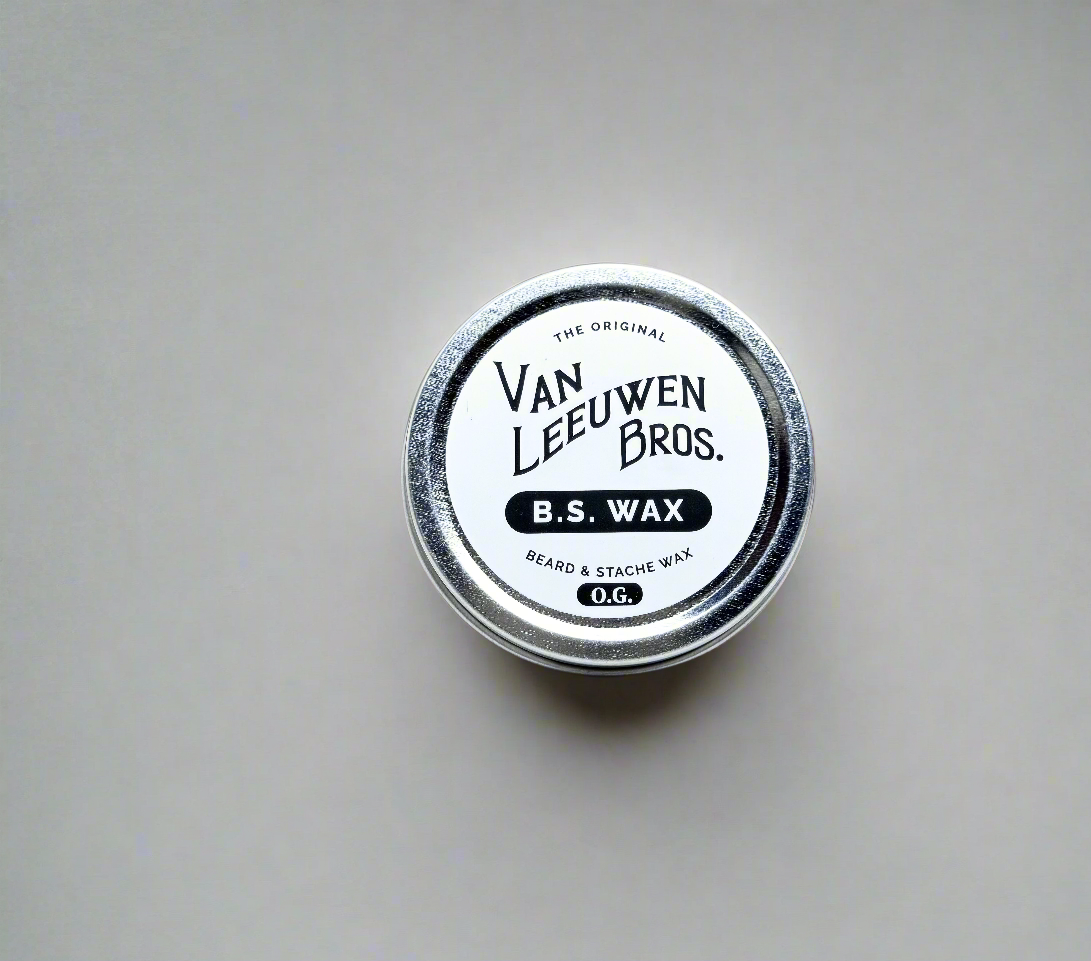 THE ORIGINAL
VAN
LEEUWEN
BROS.
B.S. WAX
BEARD & STACHE WAX
O.G.